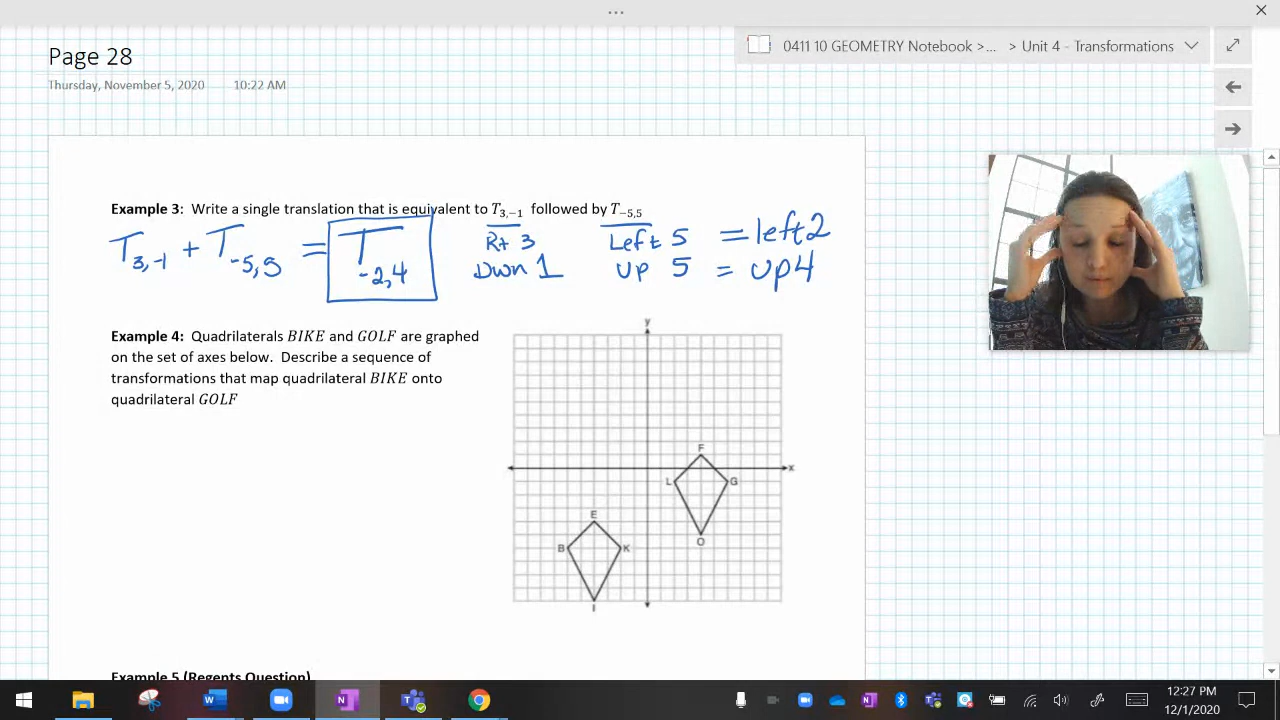 Page 28
Thursday, November 5, 2020 10:22 AM
0411 10 GEOMETRY Notebook >... > Unit 4 - Transformations
Example 3: Write a single translation that is equivalent to T₃,₋₁ followed by T₋₅,₅
T₃,₋₁ + T₋₅,₅ = T₋₂,₄
Rt 3 Left 5 = left 2
Dwn 1 up 5 = up 4
Example 4: Quadrilaterals BIKE and GOLF are graphed
on the set of axes below. Describe a sequence of
transformations that map quadrilateral BIKE onto
quadrilateral GOLF
y
F
x
L
G
E
O
B
K
I
Example 5 (Regents Question)
12:27 PM
12/1/2020